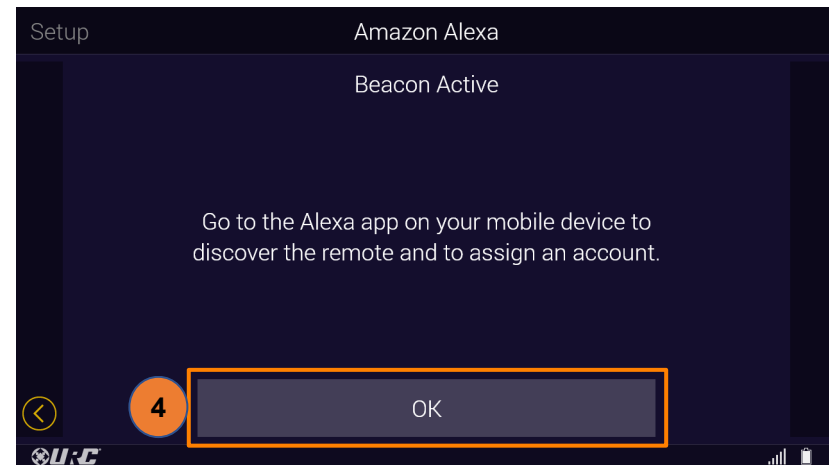 Setup
Amazon Alexa
Beacon Active
Go to the Alexa app on your mobile device to
discover the remote and to assign an account.
4
OK
URC